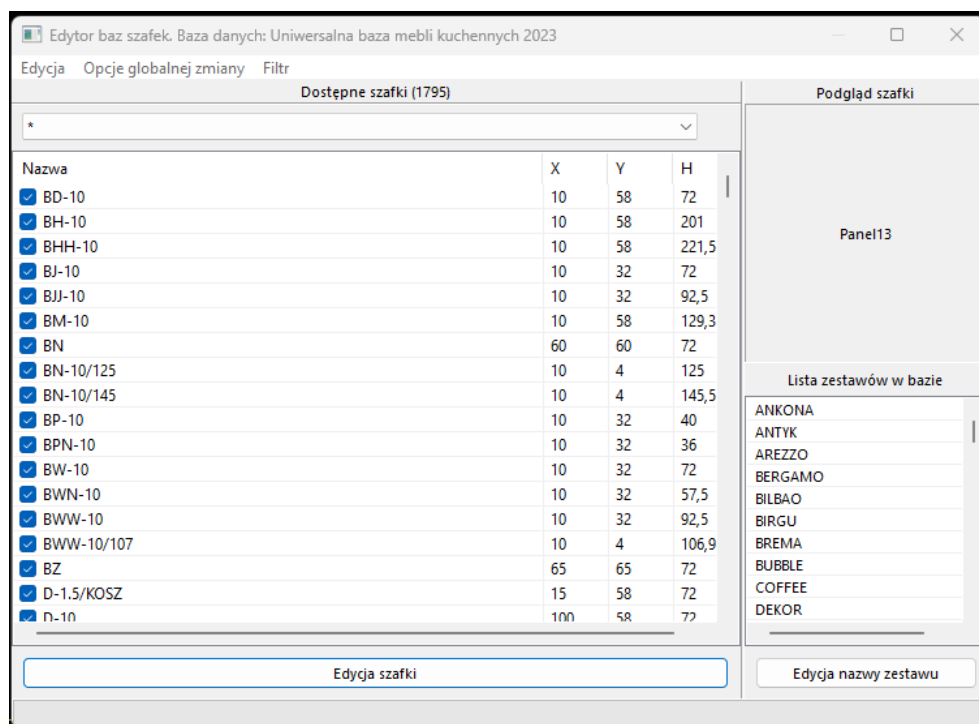 Edytor baz szafek. Baza danych: Uniwersalna baza mebli kuchennych 2023
Edycja Opcje globalnej zmiany Filtr
Dostępne szafki (1795)
*
Nazwa X Y H
BD-10 10 58 72
BH-10 10 58 201
BHH-10 10 58 221,5
BJ-10 10 32 72
BJJ-10 10 32 92,5
BM-10 10 58 129,3
BN 60 60 72
BN-10/125 10 4 125
BN-10/145 10 4 145,5
BP-10 10 32 40
BPN-10 10 32 36
BW-10 10 32 72
BWN-10 10 32 57,5
BWW-10 10 32 92,5
BWW-10/107 10 4 106,9
BZ 65 65 72
D-1.5/KOSZ 15 58 72
D-10 100 58 72
Edycja szafki
Podgląd szafki
Panel13
Lista zestawów w bazie
ANKONA
ANTYK
AREZZO
BERGAMO
BILBAO
BIRGU
BREMA
BUBBLE
COFFEE
DEKOR
Edycja nazwy zestawu